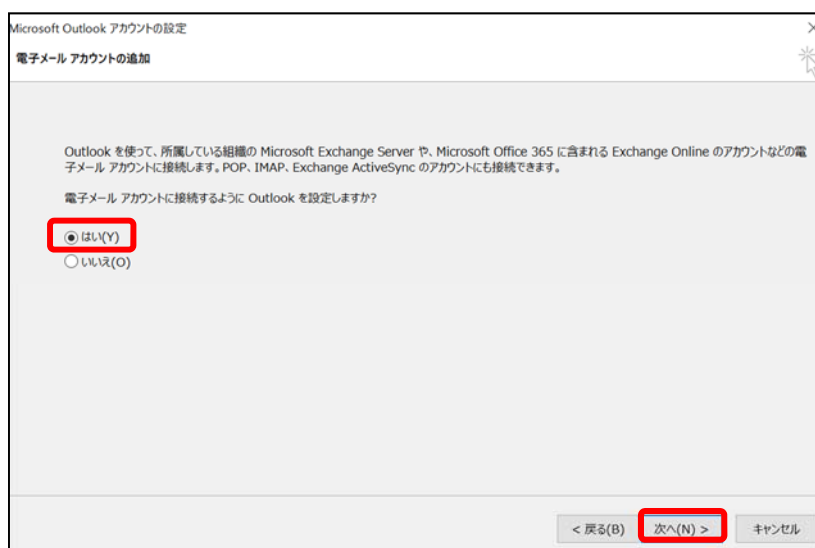 Microsoft Outlook アカウントの設定
電子メール アカウントの追加
Outlook を使って、所属している組織の Microsoft Exchange Server や、Microsoft Office 365 に含まれる Exchange Online のアカウントなどの電
子メール アカウントに接続します。POP、IMAP、Exchange ActiveSync のアカウントにも接続できます。
電子メール アカウントに接続するように Outlook を設定しますか?
はい(Y)
いいえ(O)
< 戻る(B) 次へ(N) > キャンセル